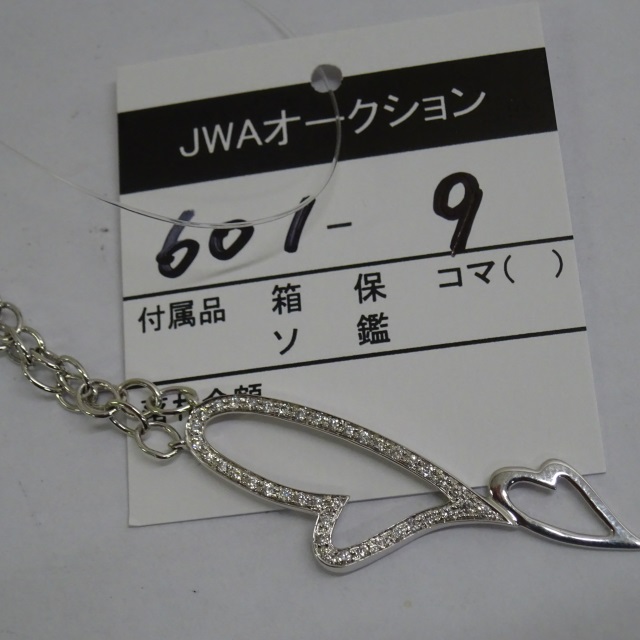 JWAオークション
601-9
付属品 箱 保 コマ( )
ソ 鑑